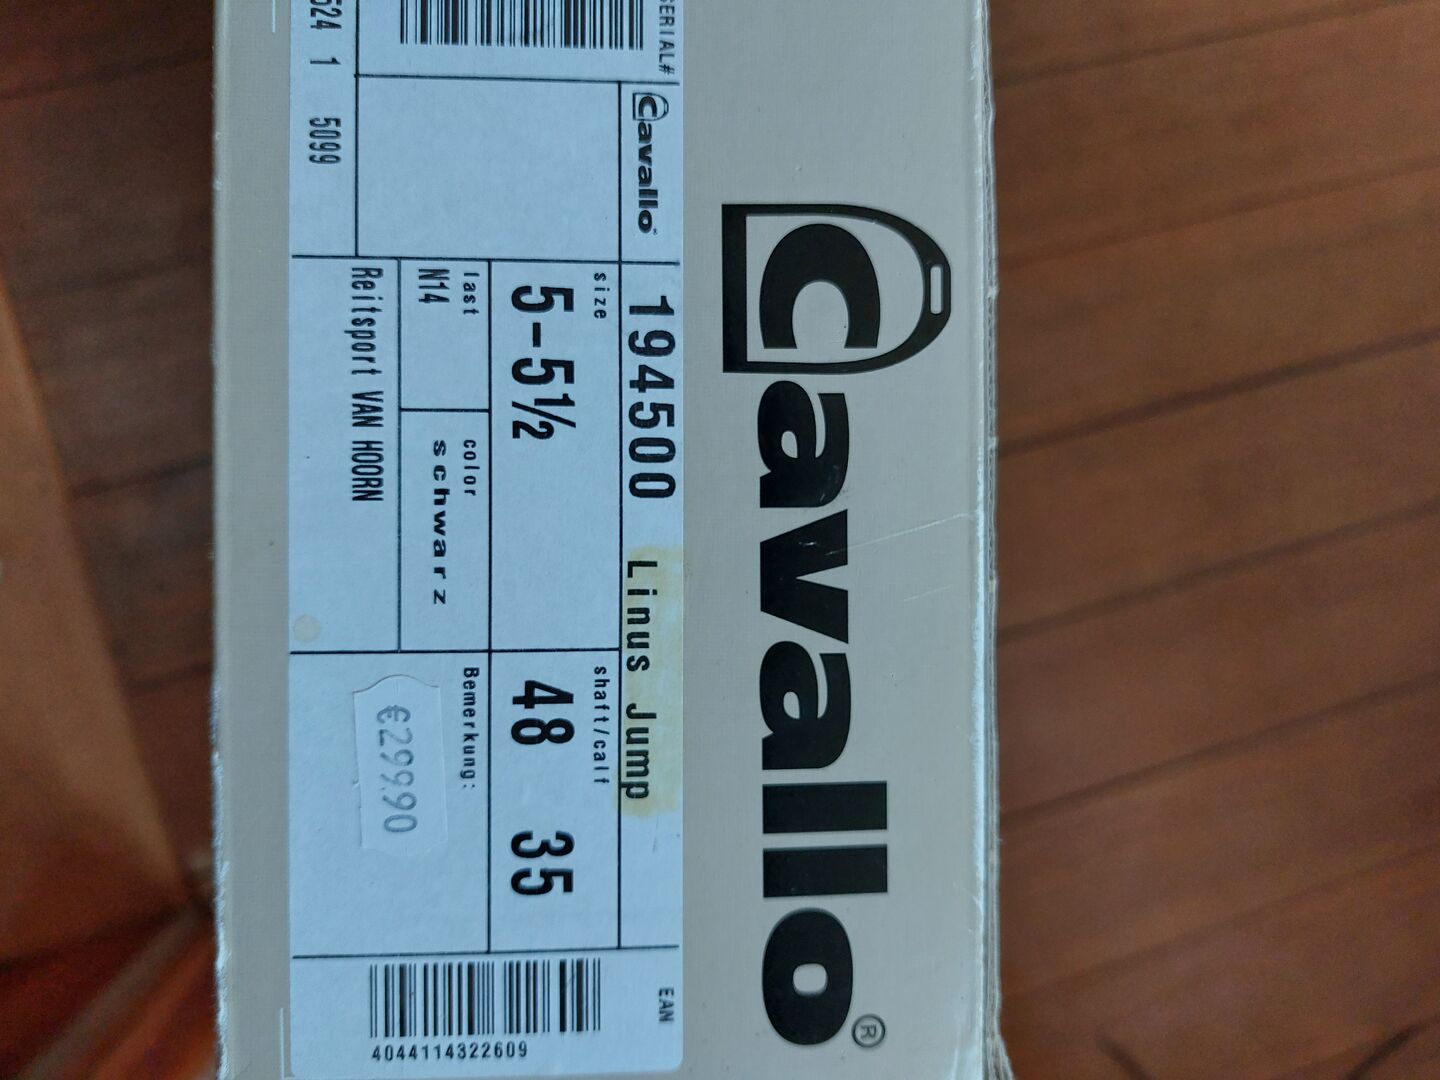 Cavallo®
SERIAL#
624 1 5099
Cavallo
194500 Linus Jump
size
5-5½
shaft/calf
48 35
last
N14
color
schwarz
Bemerkung:
€299.90
Reitsport VAN HOORN
EAN
4044114322609